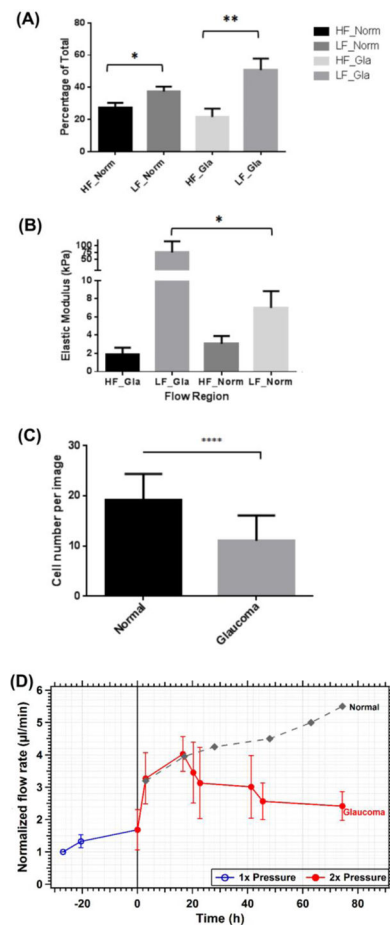 (A)
Percentage of Total
80
60
40
20
0
*
**
HF_Norm
LF_Norm
HF_Gla
LF_Gla
HF_Norm
LF_Norm
HF_Gla
LF_Gla
(B)
Elastic Modulus (kPa)
100
75
50
25
10
8
6
4
2
0
*
HF_Gla
LF_Gla
HF_Norm
LF_Norm
Flow Region
(C)
Cell number per image
30
20
10
0
****
Normal
Glaucoma
(D)
Normalized flow rate (µl/min)
6
5
4
3
2
1
0
Normal
Glaucoma
1x Pressure
2x Pressure
-20 0 20 40 60 80
Time (h)